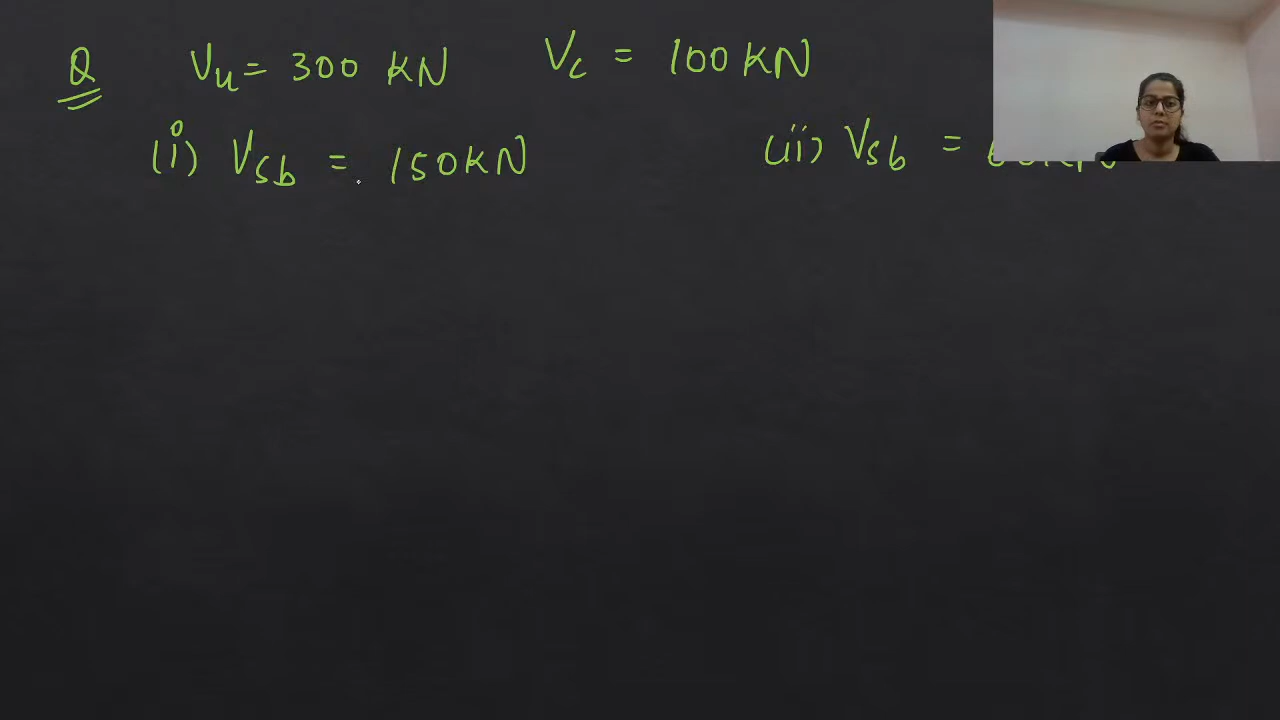 Q Vu = 300 KN Vc = 100 KN
(i) Vsb = 150 KN (ii) Vsb =